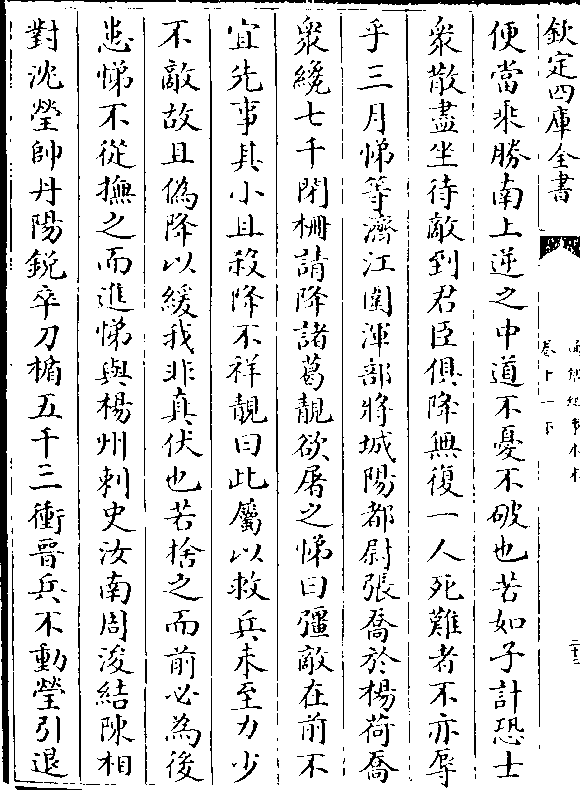 欽定四庫全書
卷十一下
便當乗勝南上逆之中道不憂不破也若如子計恐士
衆散盡坐待敵到君臣俱降無復一人死難者不亦辱
乎三月悌等濟江圍渾部將城陽都尉張喬於楊荷喬
衆纔七千閉柵請降諸葛靚欲屠之悌曰彊敵在前不
宜先事其小且殺降不祥靚曰此屬以救兵未至力少
不敵故且偽降以緩我非真伏也若捨之而前必為後
患悌不從撫之而進悌與楊州刺史汝南周浚結陳相
對沈瑩帥丹陽銳卒刀楯五千三衝晉兵不動瑩引退